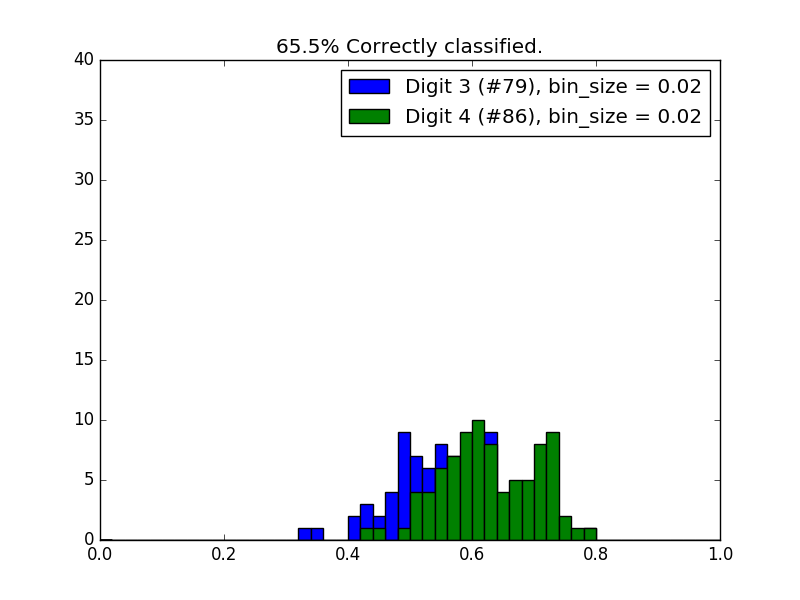 65.5% Correctly classified.
Digit 3 (#79), bin_size = 0.02
Digit 4 (#86), bin_size = 0.02
40
35
30
25
20
15
10
5
0
0.0 0.2 0.4 0.6 0.8 1.0